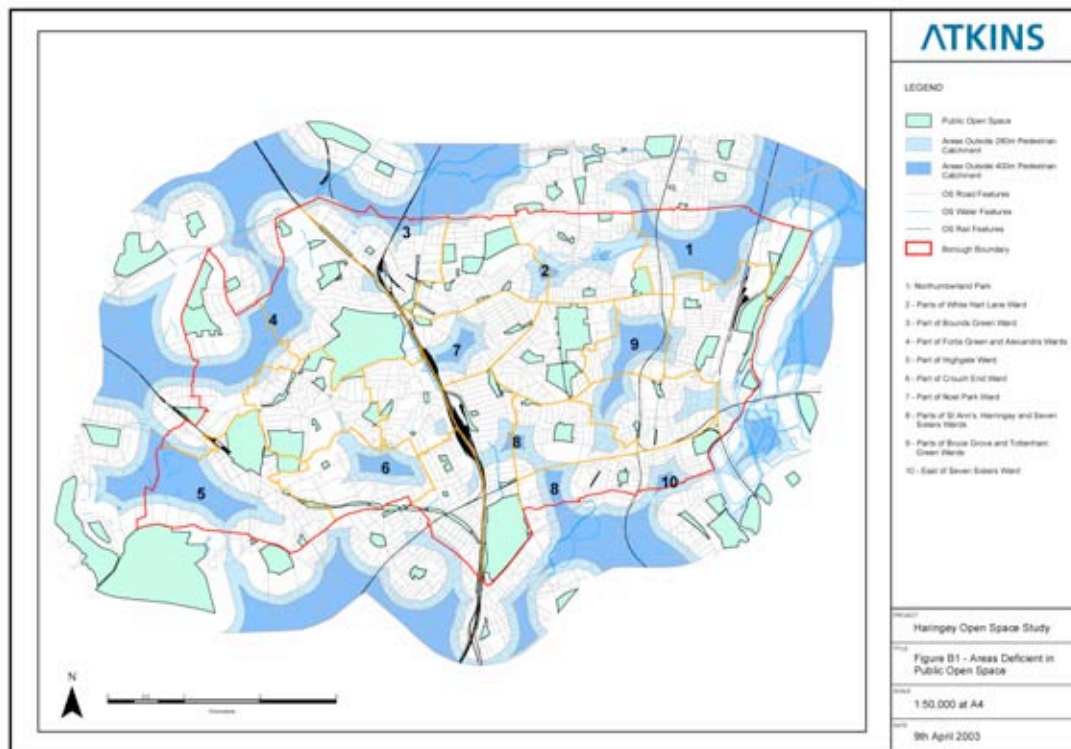 ATKINS
LEGEND
Public Open Space
Areas Outside 280m Pedestrian
Catchment
Areas Outside 400m Pedestrian
Catchment
OS Road Features
OS Water Features
OS Rail Features
Borough Boundary
1- Northumberland Park
2 - Parts of White Hart Lane Ward
3 - Part of Bounds Green Ward
4 - Part of Fortis Green and Alexandra Wards
5 - Part of Highgate Ward
6 - Part of Crouch End Ward
7 - Part of Noel Park Ward
8 - Parts of St Ann's, Harringay and Seven
Sisters Wards
9 - Parts of Bruce Grove and Tottenham
Green Wards
10 - East of Seven Sisters Ward
3
1
2
4
7
9
8
6
5
8
10
N
Kilometers
PROJECT
Haringey Open Space Study
TITLE
Figure B1 - Areas Deficient in
Public Open Space
SCALE
1:50,000 at A4
DATE
9th April 2003